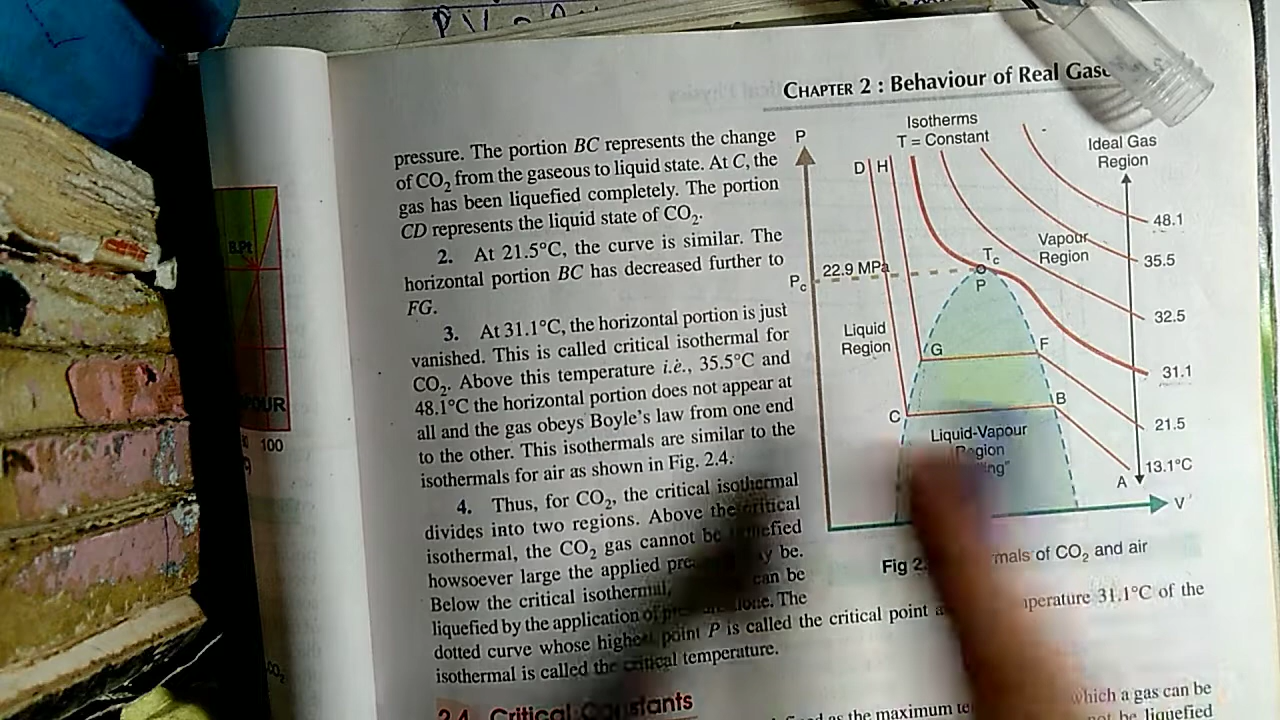 CHAPTER 2 : Behaviour of Real
pressure. The portion BC represents the change
of CO₂ from the gaseous to liquid state. At C, the
gas has been liquefied completely. The portion
CD represents the liquid state of CO₂.
2. At 21.5°C, the curve is similar. The
horizontal portion BC has decreased further to
FG.
3. At 31.1°C, the horizontal portion is just
vanished. This is called critical isothermal for
CO₂. Above this temperature i.e., 35.5°C and
48.1°C the horizontal portion does not appear at
all and the gas obeys Boyle's law from one end
to the other. This isothermals are similar to the
isothermals for air as shown in Fig. 2.4.
4. Thus, for CO₂, the critical isothermal
divides into two regions. Above the critical
isothermal, the CO₂ gas cannot be
howsoever large the applied be.
Below the critical isothermal, can be
liquefied by the application of The
dotted curve whose highest point P is called the critical point 31.1°C of the
isothermal is called the critical temperature.
2.4 Critical Constants
as the maximum which a gas can be
liquefied
P
Isotherms
T = Constant
Ideal Gas
Region
D H
48.1
Vapour
Region
35.5
Tc
P
22.9 MPa
Pc
32.5
Liquid
Region
G
F
31.1
C
B
21.5
Liquid-Vapour
Region
13.1°C
A
V
Fig of CO₂ and air
B.Pt
100
CO₂